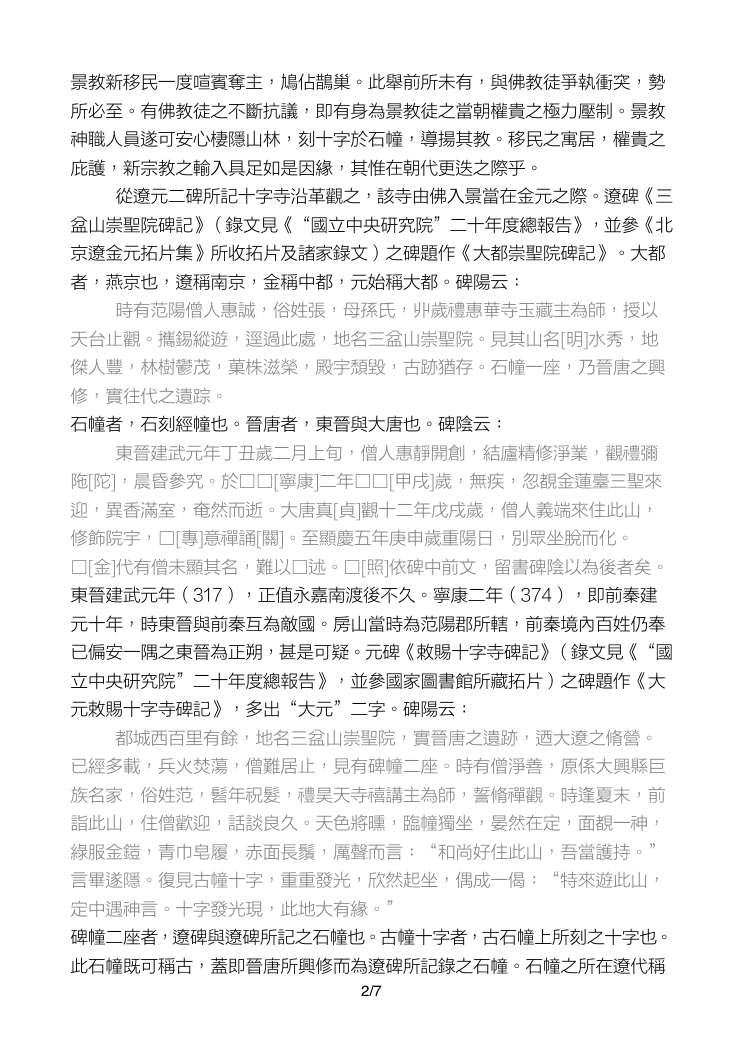 景教新移民一度喧賓奪主，鳩佔鵲巢。此舉前所未有，與佛教徒爭執衝突，勢
所必至。有佛教徒之不斷抗議，即有身為景教徒之當朝權貴之極力壓制。景教
神職人員遂可安心棲隱山林，刻十字於石幢，導揚其教。移民之寓居，權貴之
庇護，新宗教之輸入具足如是因緣，其惟在朝代更迭之際乎。
從遼元二碑所記十字寺沿革觀之，該寺由佛入景當在金元之際。遼碑《三
盆山崇聖院碑記》（錄文見《“國立中央研究院”二十年度總報告》，並參《北
京遼金元拓片集》所收拓片及諸家錄文）之碑題作《大都崇聖院碑記》。大都
者，燕京也，遼稱南京，金稱中都，元始稱大都。碑陽云：
時有范陽僧人惠誠，俗姓張，母孫氏，丱歲禮惠華寺玉藏主為師，授以
天台止觀。攜錫縱遊，逕過此處，地名三盆山崇聖院。見其山名[明]水秀，地
傑人豐，林樹鬱茂，菓株滋榮，殿宇頹毀，古跡猶存。石幢一座，乃晉唐之興
修，實往代之遺踪。
石幢者，石刻經幢也。晉唐者，東晉與大唐也。碑陰云：
東晉建武元年丁丑歲二月上旬，僧人惠靜開創，結廬精修淨業，觀禮彌
陁[陀]，晨昏參究。於□□[寧康]二年□□[甲戌]歲，無疾，忽覩金蓮臺三聖來
迎，異香滿室，奄然而逝。大唐真[貞]觀十二年戊戌歲，僧人義端來住此山，
修飾院宇，□[專]意禪誦[關]。至顯慶五年庚申歲重陽日，別眾坐脫而化。
□[金]代有僧未顯其名，難以□述。□[照]依碑中前文，留書碑陰以為後者矣。
東晉建武元年（317），正值永嘉南渡後不久。寧康二年（374），即前秦建
元十年，時東晉與前秦互為敵國。房山當時為范陽郡所轄，前秦境內百姓仍奉
已偏安一隅之東晉為正朔，甚是可疑。元碑《敕賜十字寺碑記》（錄文見《“國
立中央研究院”二十年度總報告》，並參國家圖書館所藏拓片）之碑題作《大
元敕賜十字寺碑記》，多出“大元”二字。碑陽云：
都城西百里有餘，地名三盆山崇聖院，實晉唐之遺跡，迺大遼之脩營。
已經多載，兵火焚蕩，僧難居止，見有碑幢二座。時有僧淨善，原係大興縣巨
族名家，俗姓范，髫年祝髮，禮昊天寺禧講主為師，誓脩禪觀。時逢夏末，前
詣此山，住僧歡迎，話談良久。天色將曛，臨幢獨坐，晏然在定，面覩一神，
綠服金鎧，青巾皂履，赤面長鬚，厲聲而言：“和尚好住此山，吾當護持。”
言畢遂隱。復見古幢十字，重重發光，欣然起坐，偶成一偈：“特來遊此山，
定中遇神言。十字發光現，此地大有緣。”
碑幢二座者，遼碑與遼碑所記之石幢也。古幢十字者，古石幢上所刻之十字也。
此石幢既可稱古，蓋即晉唐所興修而為遼碑所記錄之石幢。石幢之所在遼代稱
2/7